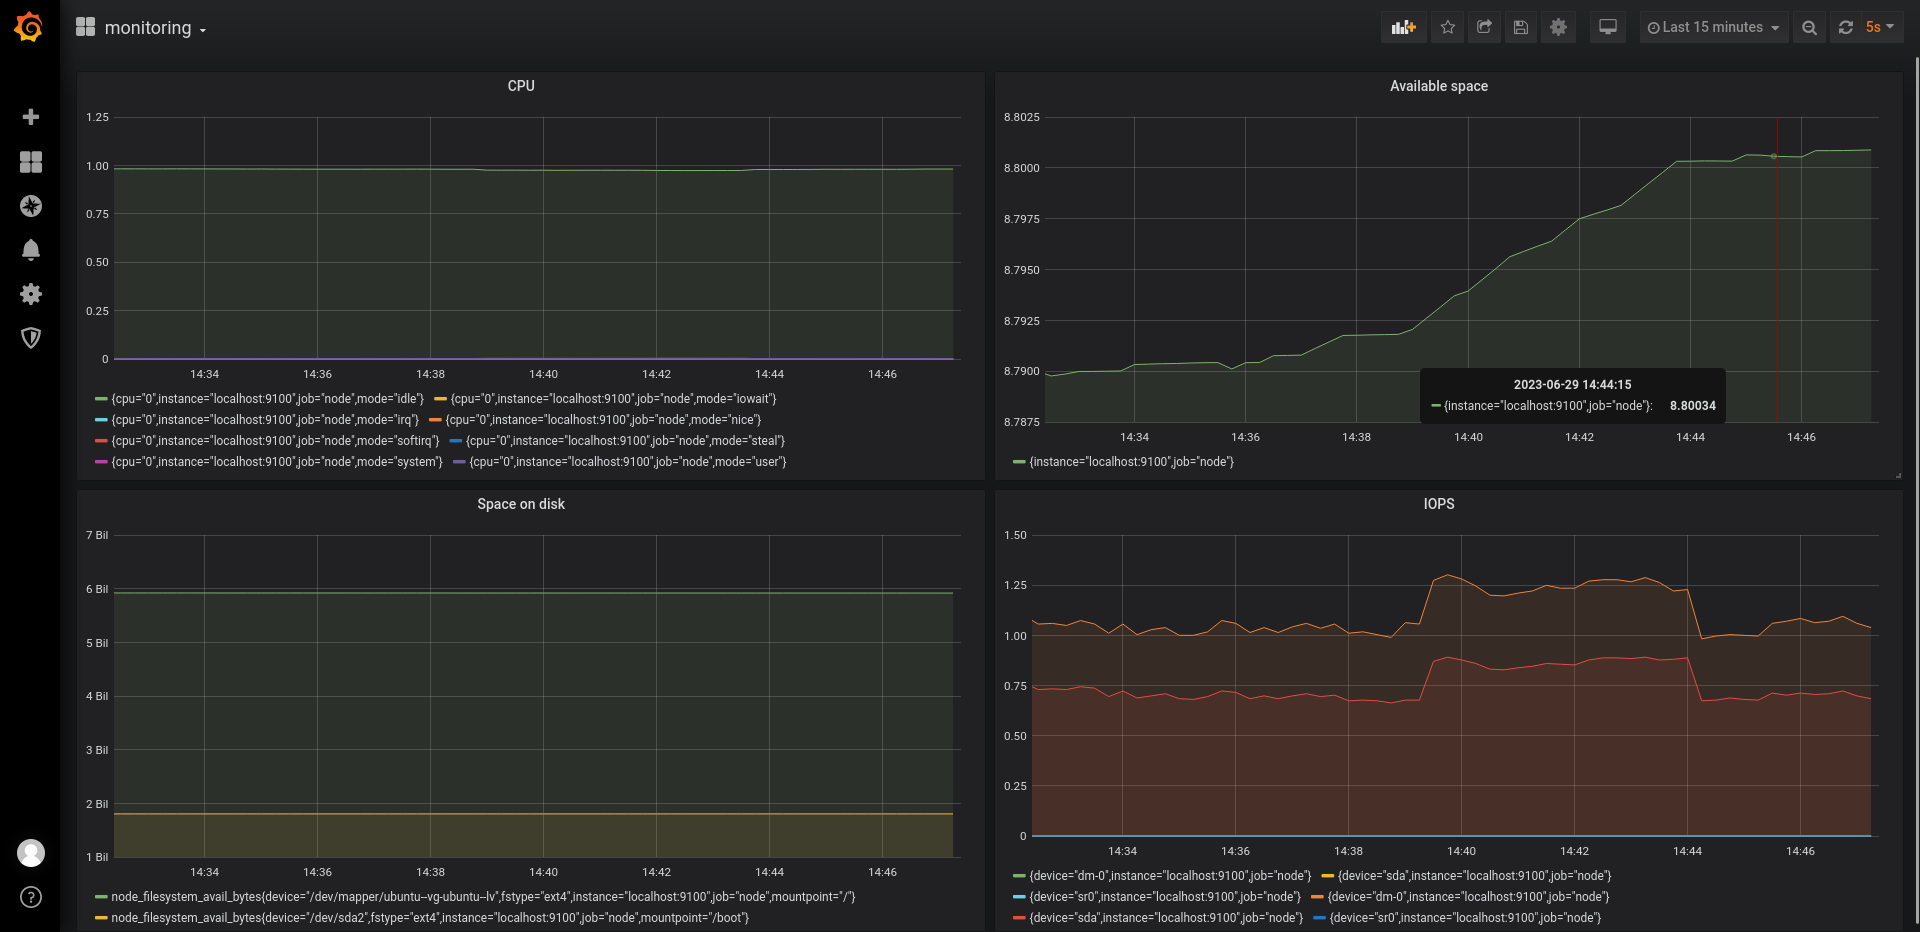 monitoring
Last 15 minutes
5s
CPU
1.25
1.00
0.75
0.50
0.25
0
14:34 14:36 14:38 14:40 14:42 14:44 14:46
{cpu="0",instance="localhost:9100",job="node",mode="idle"} {cpu="0",instance="localhost:9100",job="node",mode="iowait"}
{cpu="0",instance="localhost:9100",job="node",mode="irq"} {cpu="0",instance="localhost:9100",job="node",mode="nice"}
{cpu="0",instance="localhost:9100",job="node",mode="softirq"} {cpu="0",instance="localhost:9100",job="node",mode="steal"}
{cpu="0",instance="localhost:9100",job="node",mode="system"} {cpu="0",instance="localhost:9100",job="node",mode="user"}
Available space
8.8025
8.8000
8.7975
8.7950
8.7925
8.7900
8.7875
2023-06-29 14:44:15
{instance="localhost:9100",job="node"}: 8.80034
14:34 14:36 14:38 14:40 14:42 14:44 14:46
{instance="localhost:9100",job="node"}
Space on disk
7 Bil
6 Bil
5 Bil
4 Bil
3 Bil
2 Bil
1 Bil
14:34 14:36 14:38 14:40 14:42 14:44 14:46
node_filesystem_avail_bytes{device="/dev/mapper/ubuntu--vg-ubuntu--lv",fstype="ext4",instance="localhost:9100",job="node",mountpoint="/"}
node_filesystem_avail_bytes{device="/dev/sda2",fstype="ext4",instance="localhost:9100",job="node",mountpoint="/boot"}
IOPS
1.50
1.25
1.00
0.75
0.50
0.25
0
14:34 14:36 14:38 14:40 14:42 14:44 14:46
{device="dm-0",instance="localhost:9100",job="node"} {device="sda",instance="localhost:9100",job="node"}
{device="sr0",instance="localhost:9100",job="node"} {device="dm-0",instance="localhost:9100",job="node"}
{device="sda",instance="localhost:9100",job="node"} {device="sr0",instance="localhost:9100",job="node"}